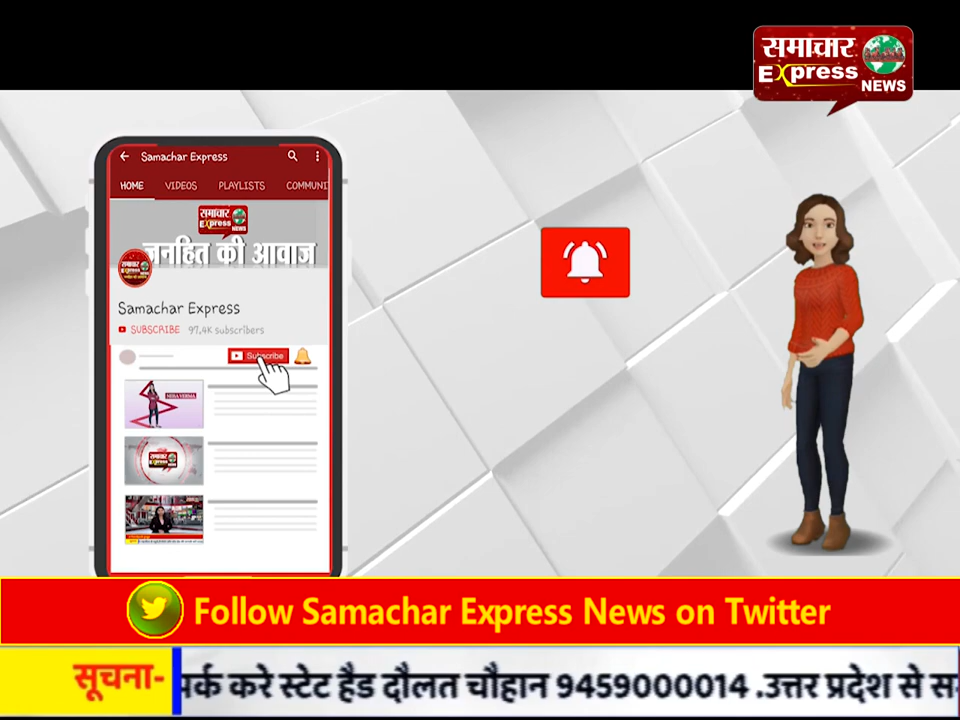 समाचार
Express
NEWS
Samachar Express
HOME VIDEOS PLAYLISTS COMMUNI
समाचार
Express
NEWS
जनहित की आवाज
Samachar Express
SUBSCRIBE 97.4K subscribers
Subscribe
Follow Samachar Express News on Twitter
सूचना- पर्क करे स्टेट हैड दौलत चौहान 9459000014 .उत्तर प्रदेश से स